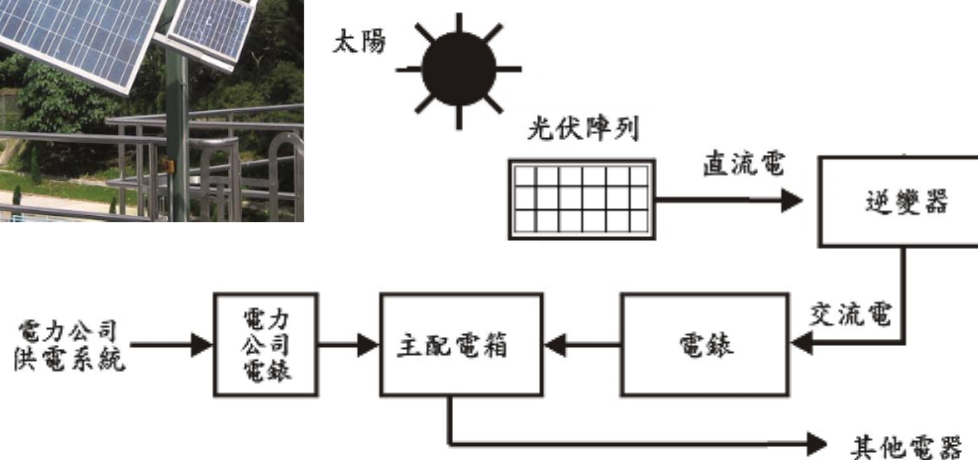 太陽
光伏陣列
直流電
逆變器
交流電
電力公司
供電系統
電力
公司
電錶
主配電箱
電錶
其他電器